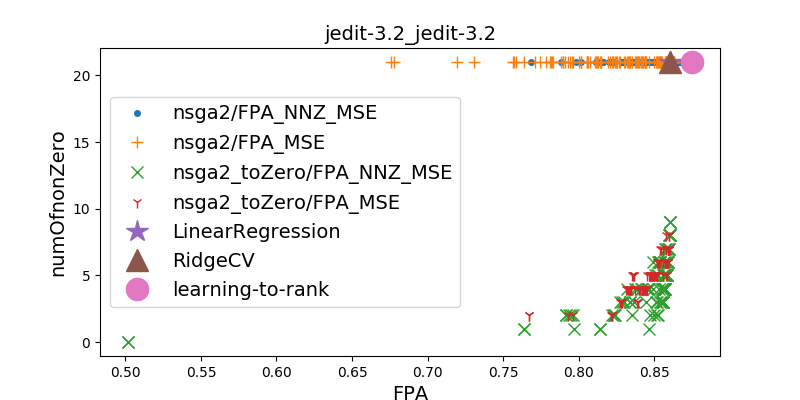 jedit-3.2_jedit-3.2
numOfnonZero
20
15
10
5
0
nsga2/FPA_NNZ_MSE
nsga2/FPA_MSE
nsga2_toZero/FPA_NNZ_MSE
nsga2_toZero/FPA_MSE
LinearRegression
RidgeCV
learning-to-rank
0.50 0.55 0.60 0.65 0.70 0.75 0.80 0.85
FPA